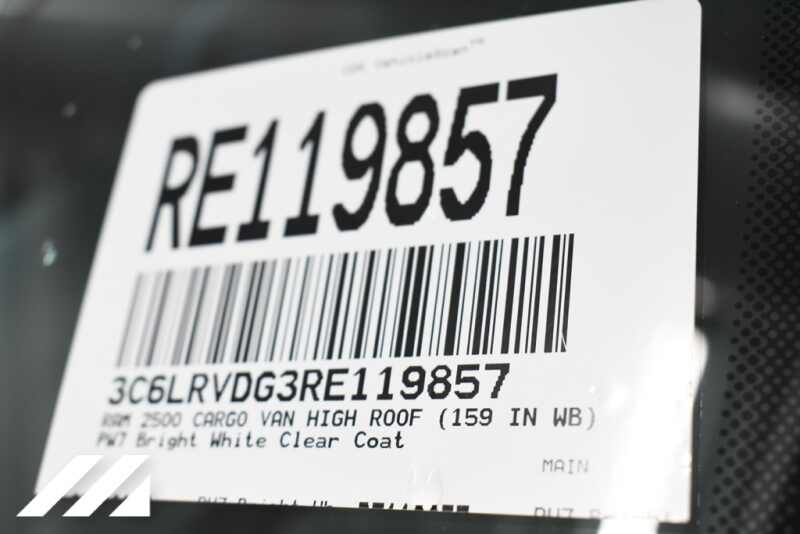 RE119857
3C6LRVDG3RE119857
RAM 2500 CARGO VAN HIGH ROOF (159 IN WB)
PW7 Bright White Clear Coat
MAIN